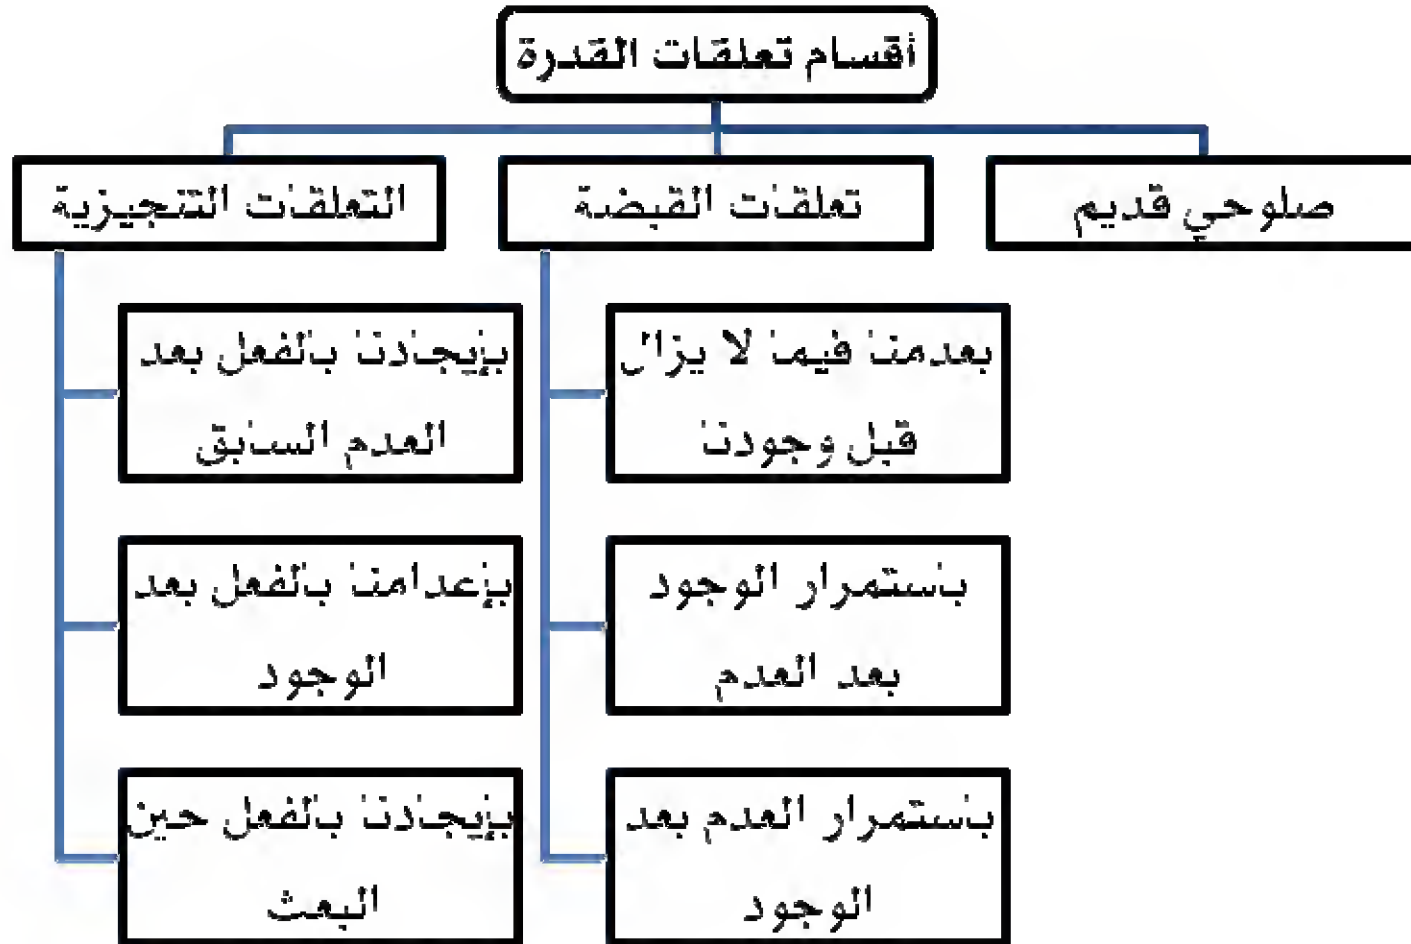 أقسام تعلقات القدرة
صلوحي قديم
تعلقات القبضة
بعدمنا فيما لا يزال
قبل وجودنا
باستمرار الوجود
بعد العدم
باستمرار العدم بعد
الوجود
التعلقات التنجيزية
بإيجادنا بالفعل بعد
العدم السابق
بإعدامنا بالفعل بعد
الوجود
بإيجادنا بالفعل حين
البعث